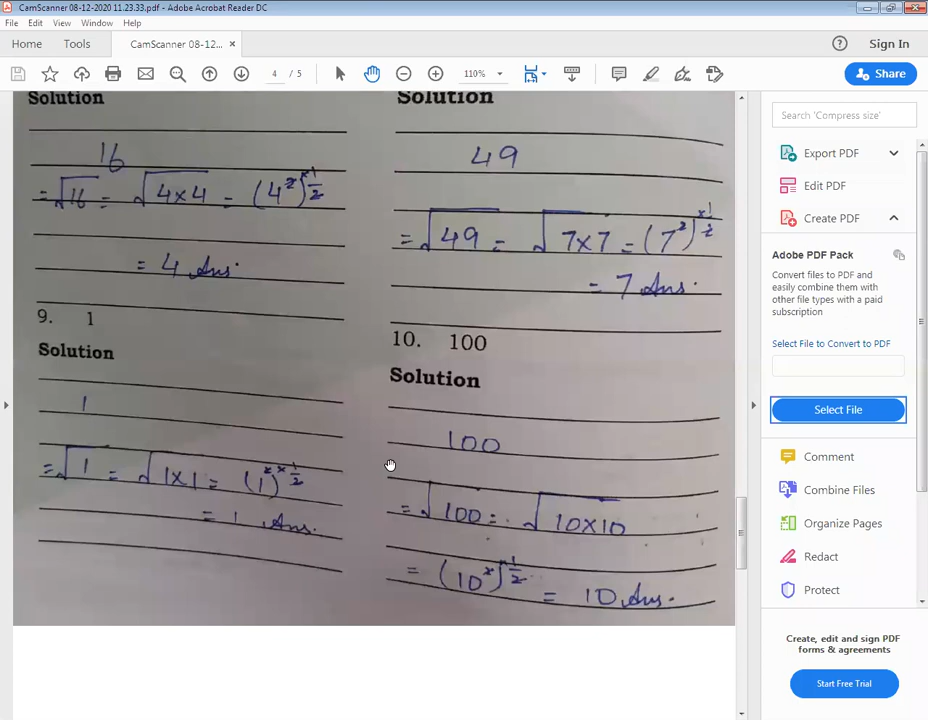 CamScanner 08-12-2020 11.23.33.pdf - Adobe Acrobat Reader DC
File Edit View Window Help
Home Tools CamScanner 08-12... × Sign In
4 / 5 110% Share
Solution
16
= √16 = √4×4 = (4²)^×1/2
= 4 Ans.
Solution
49
= √49 = √7×7 = (7²)^×1/2
= 7 Ans.
9. 1
Solution
1
= √1 = √1×1 = (1)^2×1/2
= 1 Ans.
10. 100
Solution
100
= √100 = √10×10
= (10²)^×1/2 = 10 Ans.
Search 'Compress size'
Export PDF
Edit PDF
Create PDF
Adobe PDF Pack
Convert files to PDF and
easily combine them with
other file types with a paid
subscription
Select File to Convert to PDF
Select File
Comment
Combine Files
Organize Pages
Redact
Protect
Create, edit and sign PDF
forms & agreements
Start Free Trial